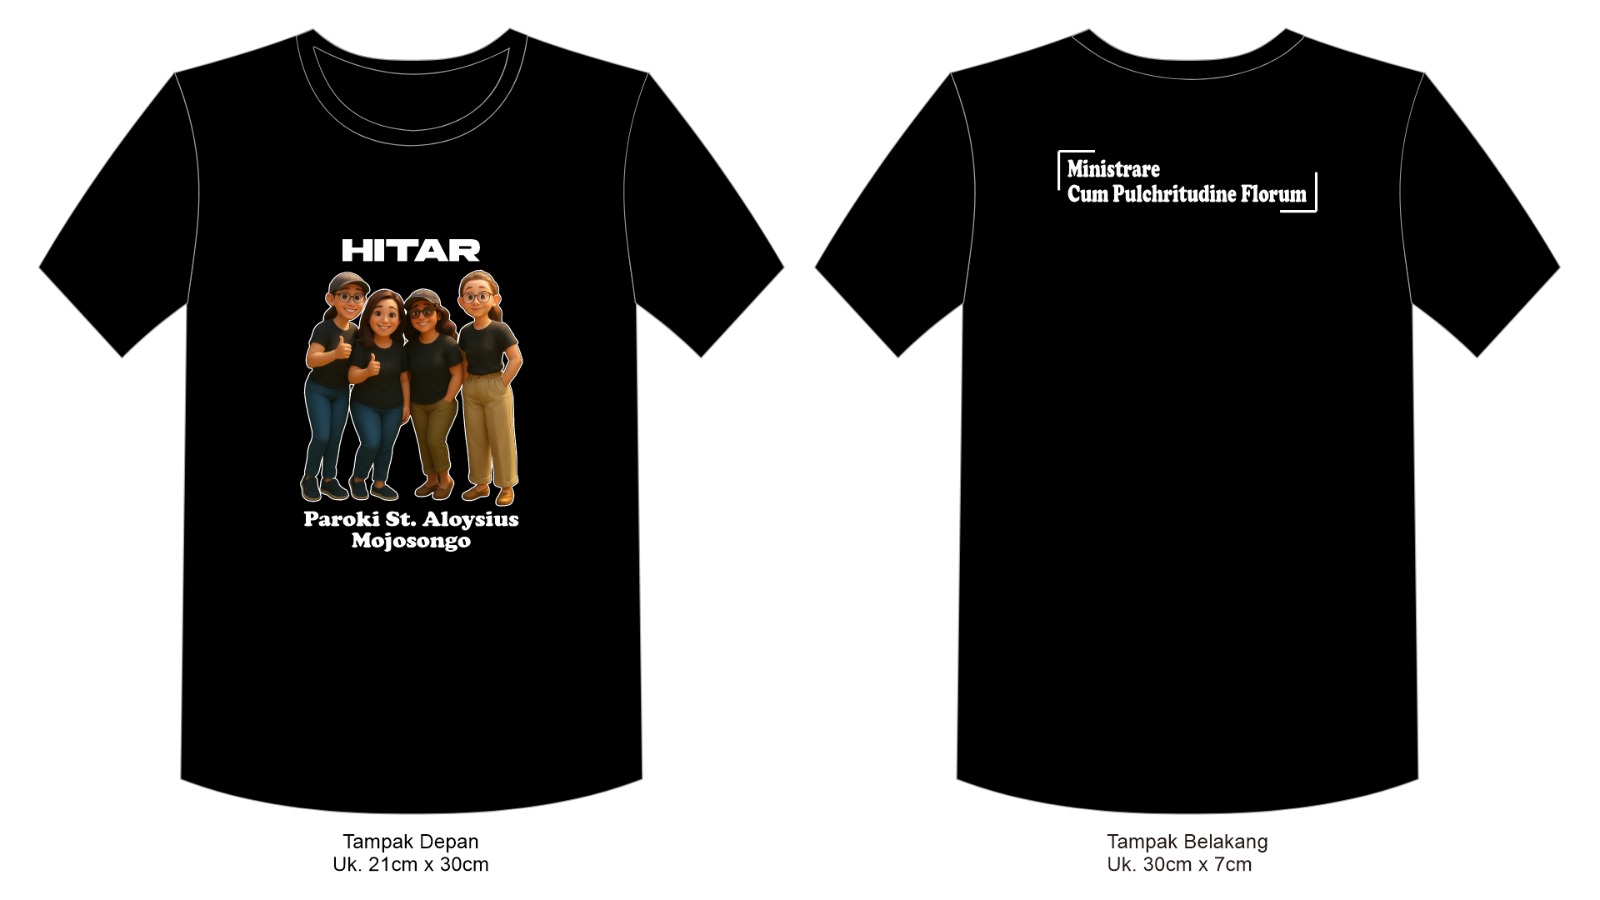 HITAR
Paroki St. Aloysius
Mojosongo
Tampak Depan
Uk. 21cm x 30cm
Ministrare
Cum Pulchritudine Florum
Tampak Belakang
Uk. 30cm x 7cm